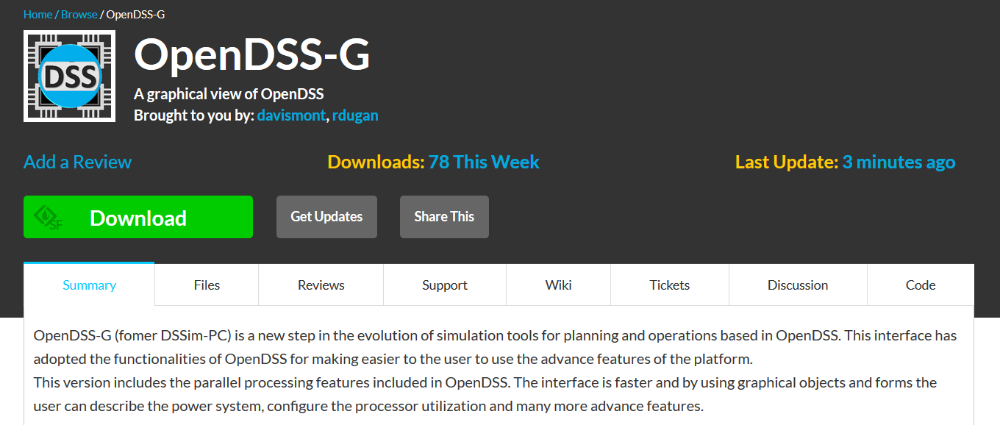 Home / Browse / OpenDSS-G
DSS
OpenDSS-G
A graphical view of OpenDSS
Brought to you by: davismont, rdugan
Add a Review
Downloads: 78 This Week
Last Update: 3 minutes ago
SF
Download
Get Updates
Share This
Summary
Files
Reviews
Support
Wiki
Tickets
Discussion
Code
OpenDSS-G (fomer DSSim-PC) is a new step in the evolution of simulation tools for planning and operations based in OpenDSS. This interface has
adopted the functionalities of OpenDSS for making easier to the user to use the advance features of the platform.
This version includes the parallel processing features included in OpenDSS. The interface is faster and by using graphical objects and forms the
user can describe the power system, configure the processor utilization and many more advance features.